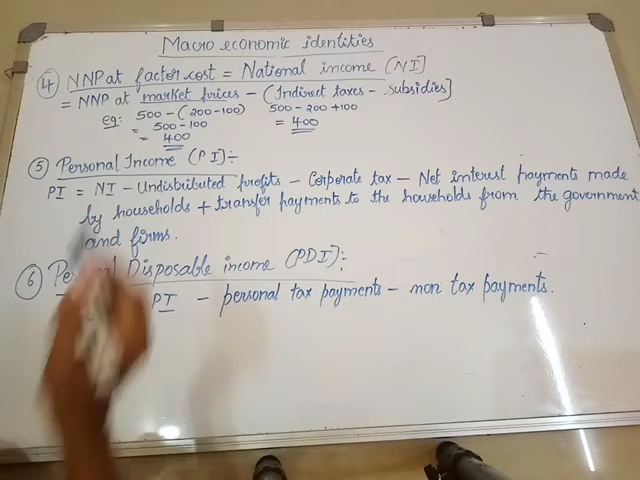 Macro economic identities
④ NNP at factor cost = National income (NI]
= NNP at market prices - (Indirect taxes - subsidies]
eg: 500 - (200-100) 500 - 200 + 100
= 500 - 100 = 400
= 400
⑤ Personal Income (PI) ÷
PI = NI - Undistributed profits - Corporate tax - Net interest payments made
by households + transfer payments to the households from the government
and firms.
⑥ Disposable income (PDI):
PI - personal tax payments - non tax payments.